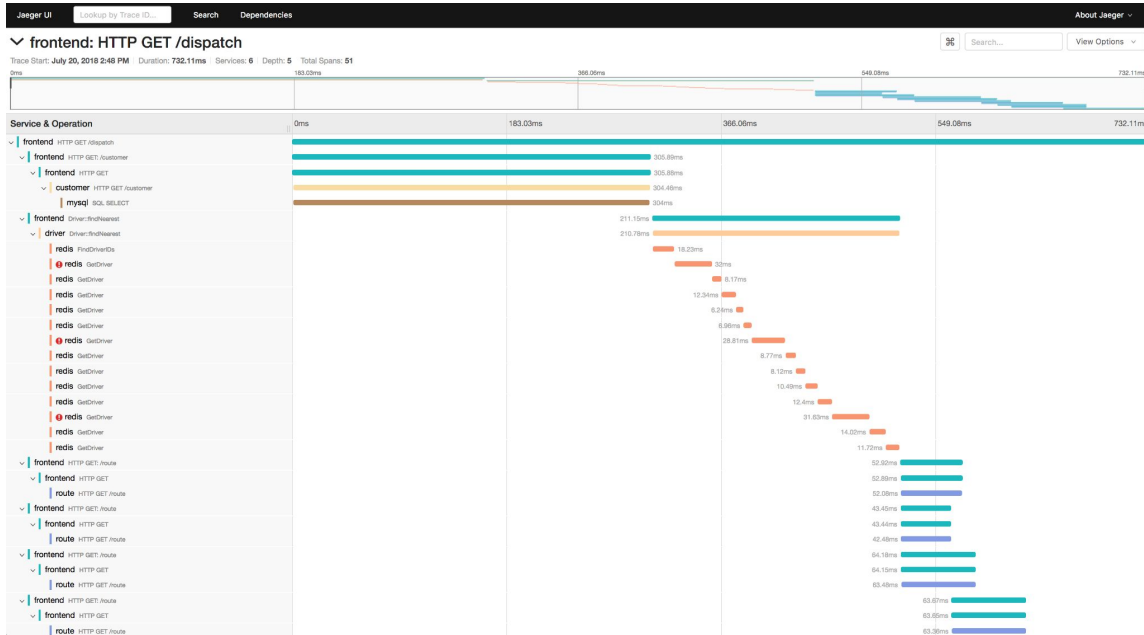 Jaeger UI Lookup by Trace ID... Search Dependencies About Jaeger
frontend: HTTP GET /dispatch ⌘ Search... View Options
Trace Start: July 20, 2018 2:48 PM Duration: 732.11ms Services: 6 Depth: 5 Total Spans: 51
0ms 183.03ms 366.06ms 549.08ms 732.11ms
Service & Operation 0ms 183.03ms 366.06ms 549.08ms 732.11m
frontend HTTP GET /dispatch
frontend HTTP GET: /customer 305.89ms
frontend HTTP GET 305.88ms
customer HTTP GET /customer 304.46ms
mysql SQL SELECT 304ms
frontend Driver::findNearest 211.15ms
driver Driver::findNearest 210.78ms
redis FindDriverIDs 18.23ms
redis GetDriver 32ms
redis GetDriver 8.17ms
redis GetDriver 12.34ms
redis GetDriver 6.24ms
redis GetDriver 6.98ms
redis GetDriver 28.81ms
redis GetDriver 8.77ms
redis GetDriver 8.12ms
redis GetDriver 10.49ms
redis GetDriver 12.4ms
redis GetDriver 31.63ms
redis GetDriver 14.02ms
redis GetDriver 11.72ms
frontend HTTP GET: /route 52.92ms
frontend HTTP GET 52.89ms
route HTTP GET /route 52.08ms
frontend HTTP GET: /route 43.45ms
frontend HTTP GET 43.44ms
route HTTP GET /route 42.48ms
frontend HTTP GET: /route 64.18ms
frontend HTTP GET 64.15ms
route HTTP GET /route 63.48ms
frontend HTTP GET: /route 63.67ms
frontend HTTP GET 63.65ms
route HTTP GET /route 63.36ms